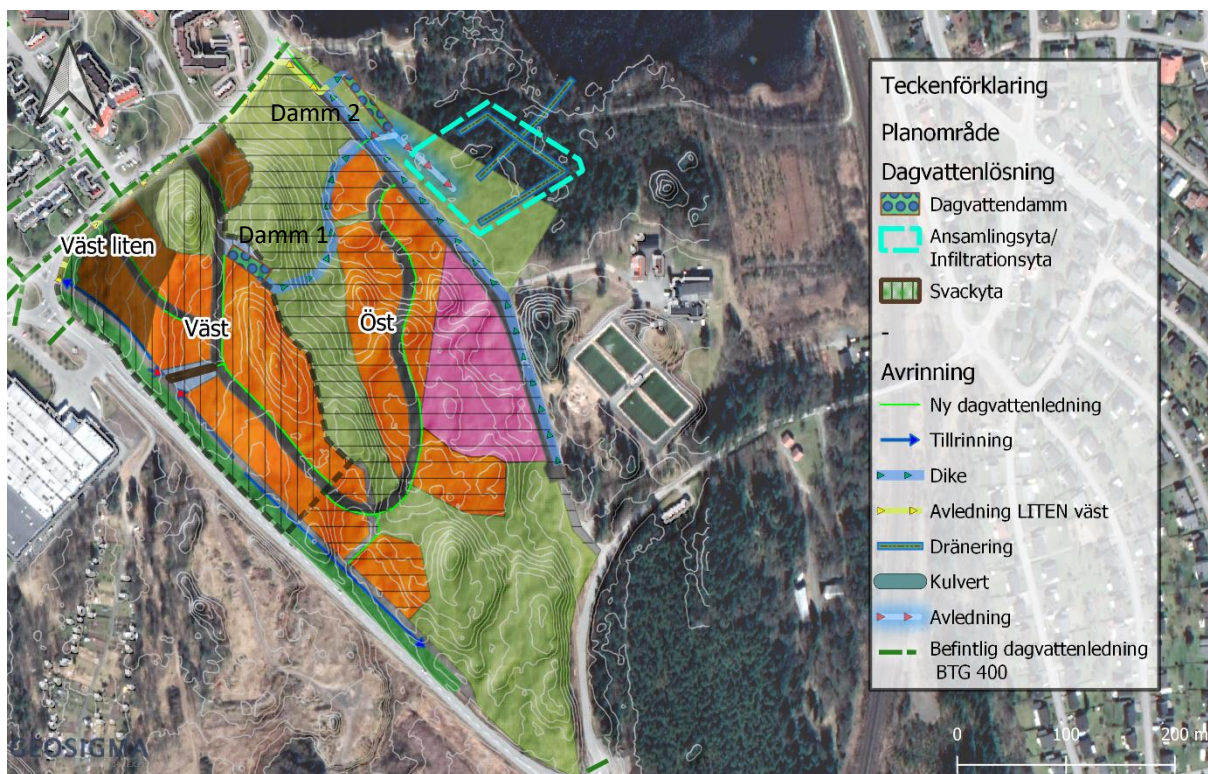 Damm 2
Väst liten
Damm 1
Väst
Öst
Teckenförklaring
Planområde
Dagvattenlösning
Dagvattendamm
Ansamlingsyta/
Infiltrationsyta
Svackyta
-
Avrinning
Ny dagvattenledning
Tillrinning
Dike
Avledning LITEN väst
Dränering
Kulvert
Avledning
Befintlig dagvattenledning
BTG 400
0 100 200 m
GEOSIGMA